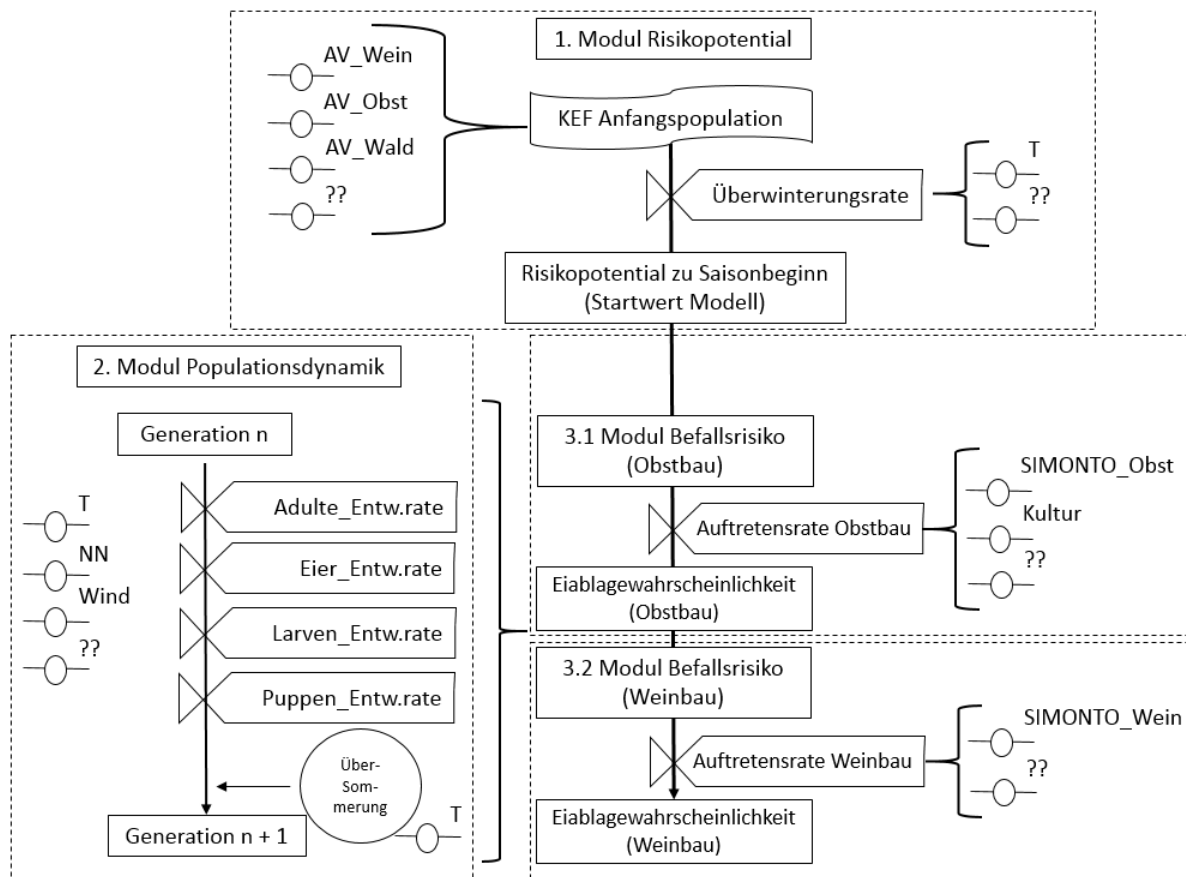 1. Modul Risikopotential
AV_Wein
AV_Obst
AV_Wald
??
KEF Anfangspopulation
Überwinterungsrate
T
??
Risikopotential zu Saisonbeginn
(Startwert Modell)
2. Modul Populationsdynamik
Generation n
T
NN
Wind
??
Adulte_Entw.rate
Eier_Entw.rate
Larven_Entw.rate
Puppen_Entw.rate
Über-
Som-
merung
T
Generation n + 1
3.1 Modul Befallsrisiko
(Obstbau)
Auftretensrate Obstbau
SIMONTO_Obst
Kultur
??
Eiablagewahrscheinlichkeit
(Obstbau)
3.2 Modul Befallsrisiko
(Weinbau)
Auftretensrate Weinbau
SIMONTO_Wein
??
Eiablagewahrscheinlichkeit
(Weinbau)